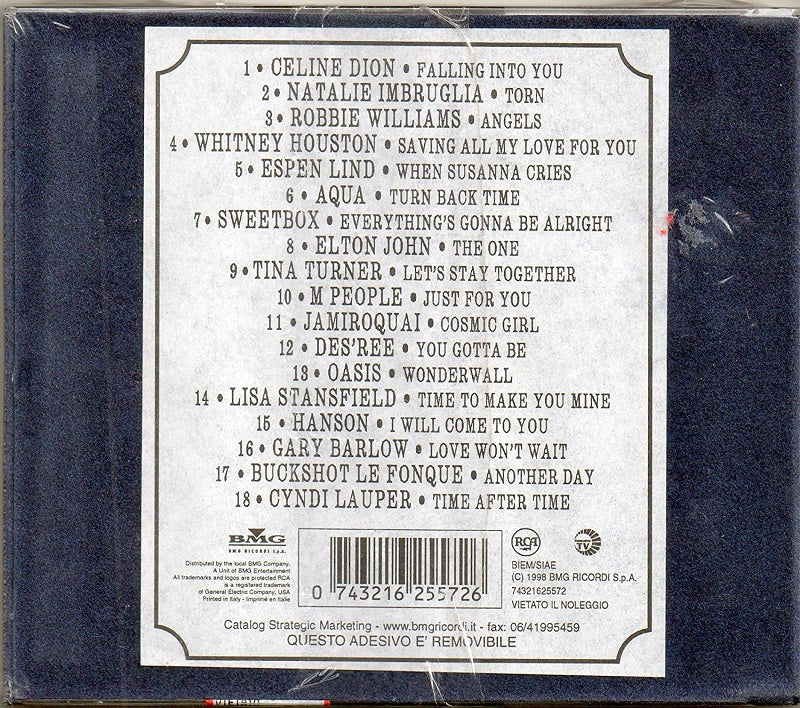 1 • CELINE DION • FALLING INTO YOU
2 • NATALIE IMBRUGLIA • TORN
3 • ROBBIE WILLIAMS • ANGELS
4 • WHITNEY HOUSTON • SAVING ALL MY LOVE FOR YOU
5 • ESPEN LIND • WHEN SUSANNA CRIES
6 • AQUA • TURN BACK TIME
7 • SWEETBOX • EVERYTHING'S GONNA BE ALRIGHT
8 • ELTON JOHN • THE ONE
9 • TINA TURNER • LET'S STAY TOGETHER
10 • M PEOPLE • JUST FOR YOU
11 • JAMIROQUAI • COSMIC GIRL
12 • DES'REE • YOU GOTTA BE
13 • OASIS • WONDERWALL
14 • LISA STANSFIELD • TIME TO MAKE YOU MINE
15 • HANSON • I WILL COME TO YOU
16 • GARY BARLOW • LOVE WON'T WAIT
17 • BUCKSHOT LE FONQUE • ANOTHER DAY
18 • CYNDI LAUPER • TIME AFTER TIME
BMG
BMG RICORDI S.p.A.
Distributed by the local BMG Company.
A Unit of BMG Entertainment
All trademarks and logos are protected RCA
is a registered trademark
of General Electric Company, USA
Printed in Italy - Imprimé en Italie
0 743216 255726
RCA
TV
BIEM/SIAE
(C) 1998 BMG RICORDI S.p.A.
74321625572
VIETATO IL NOLEGGIO
Catalog Strategic Marketing - www.bmgricordi.it - fax: 06/41995459
QUESTO ADESIVO E' REMOVIBILE